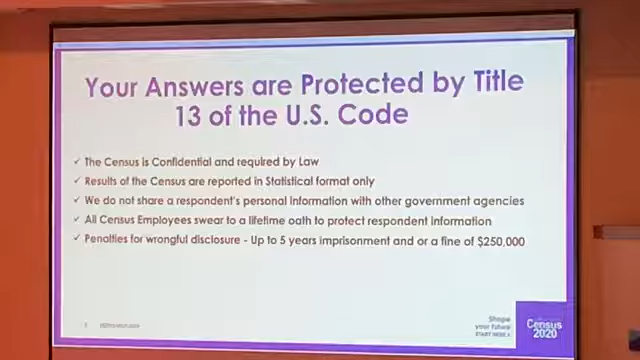 Your Answers are Protected by Title
13 of the U.S. Code
✓ The Census is Confidential and required by Law
✓ Results of the Census are reported in Statistical format only
✓ We do not share a respondent's personal information with other government agencies
✓ All Census Employees swear to a lifetime oath to protect respondent information
✓ Penalties for wrongful disclosure - Up to 5 years imprisonment and or a fine of $250,000
Shape
your future
START HERE >
Census
2020